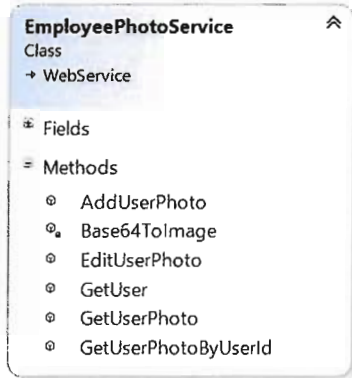 EmployeePhotoService
Class
→ WebService
Fields
Methods
AddUserPhoto
Base64ToImage
EditUserPhoto
GetUser
GetUserPhoto
GetUserPhotoByUserId